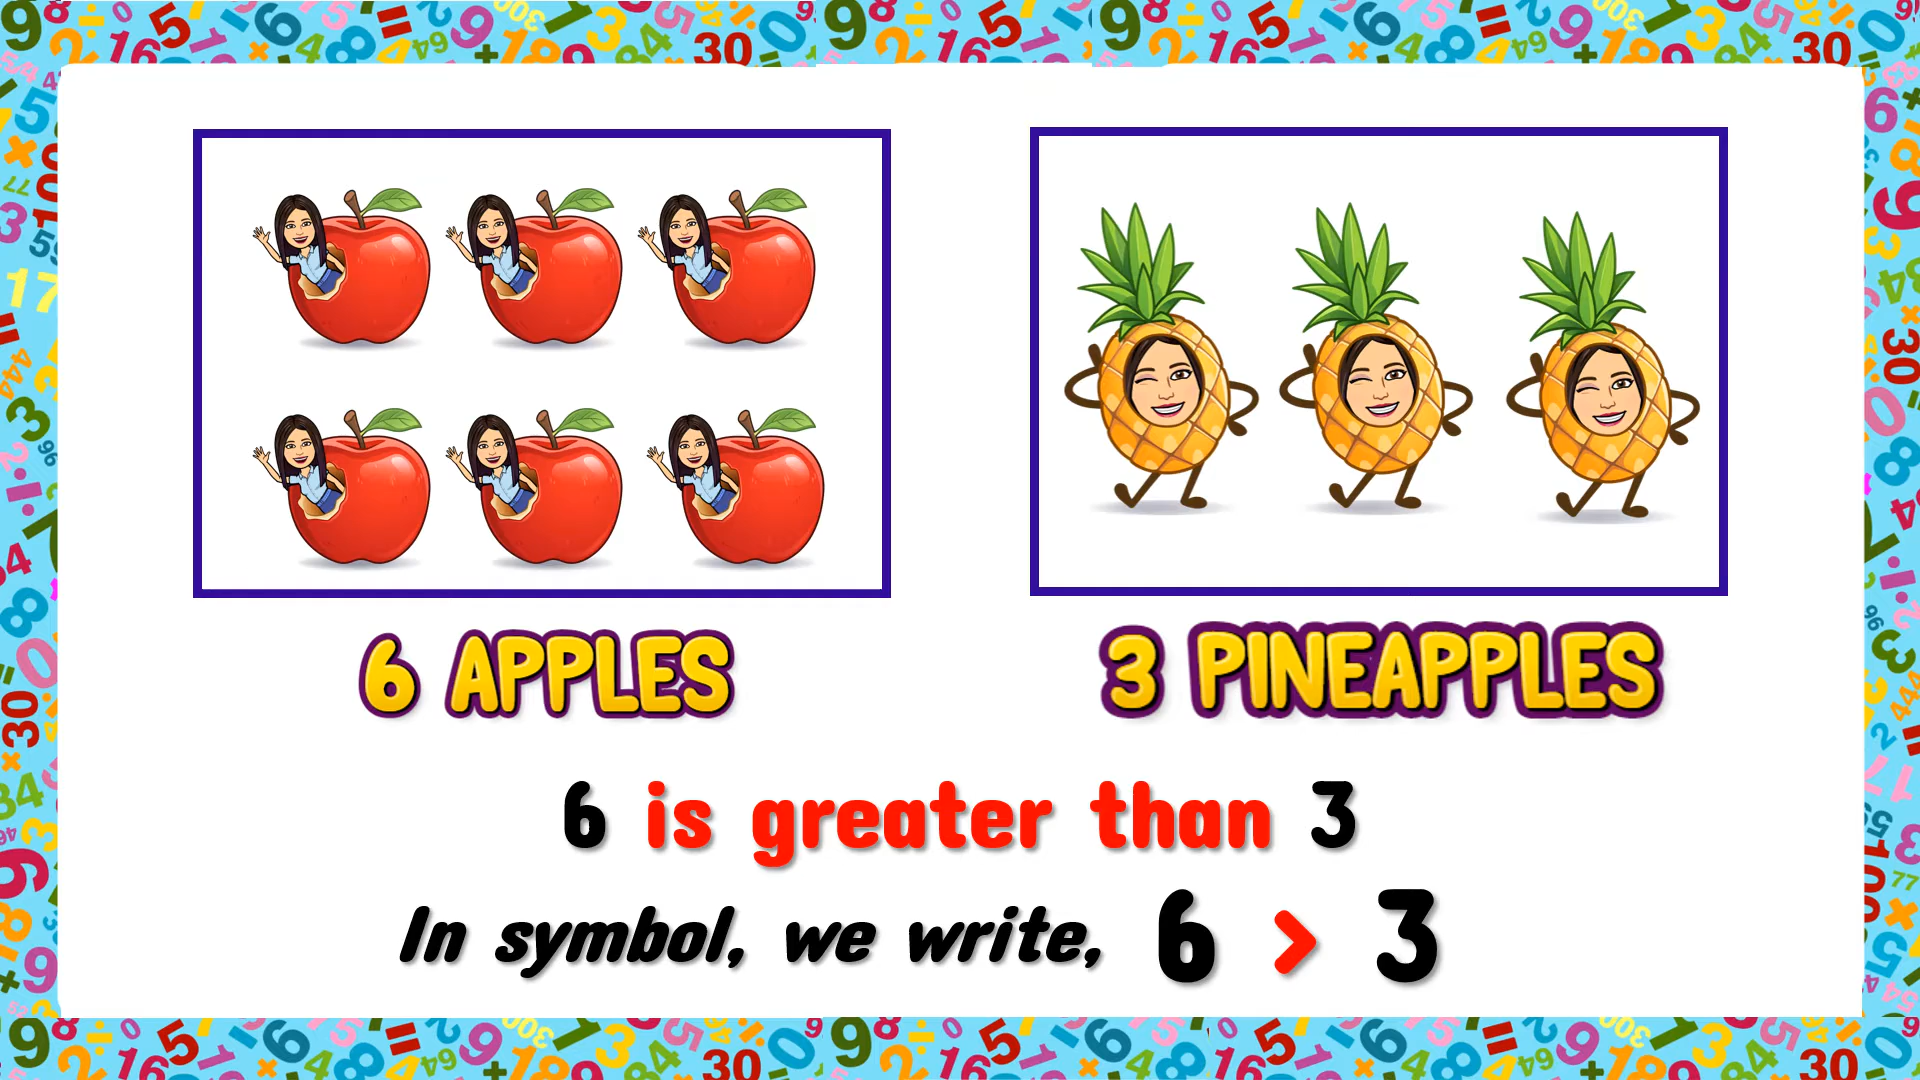 6 APPLES
3 PINEAPPLES
6 is greater than 3
In symbol, we write, 6 > 3